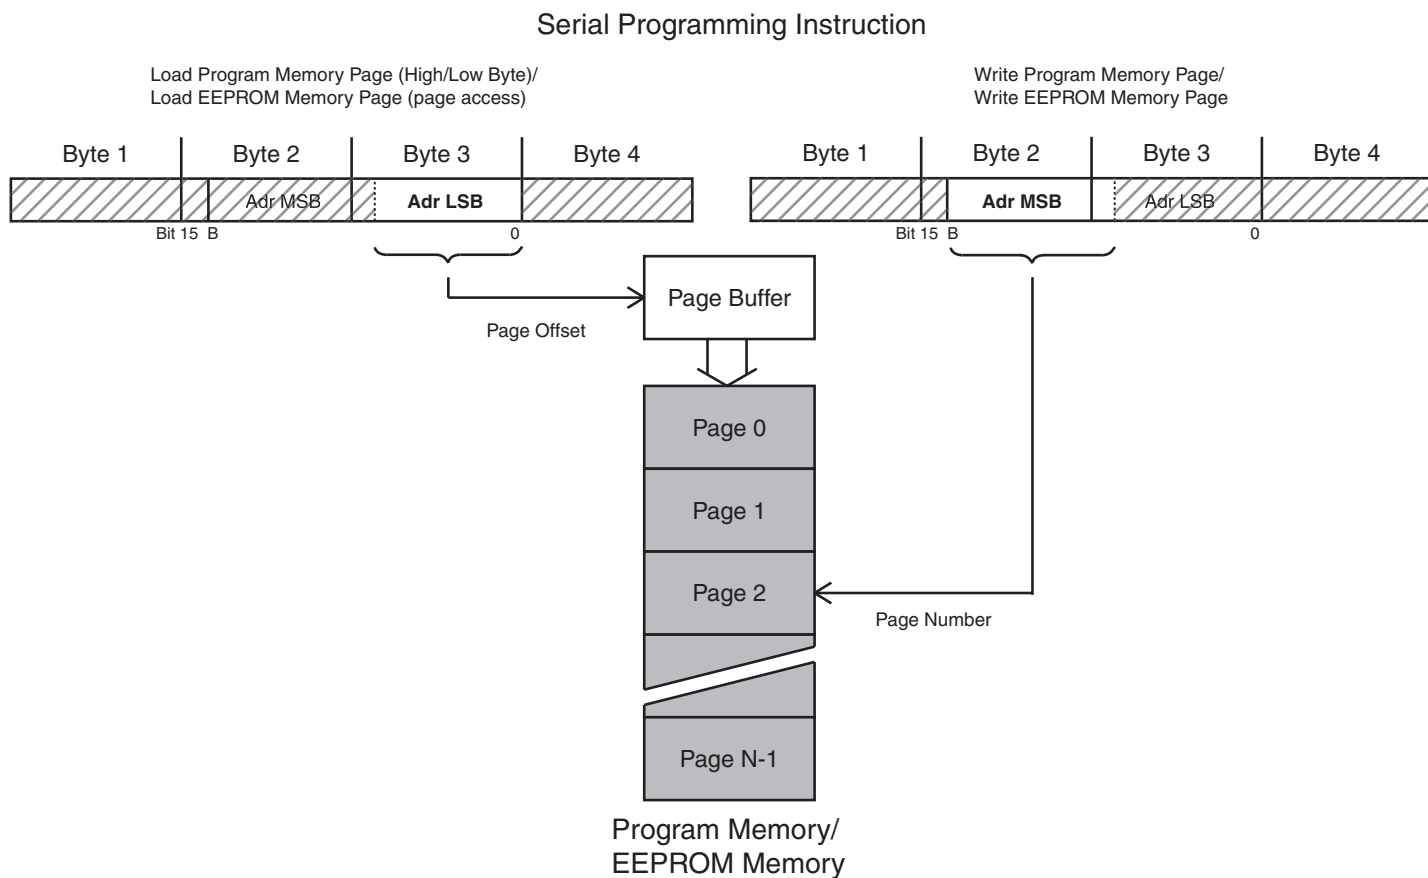 Serial Programming Instruction
Load Program Memory Page (High/Low Byte)/
Load EEPROM Memory Page (page access)
Write Program Memory Page/
Write EEPROM Memory Page
Byte 1 Byte 2 Byte 3 Byte 4
Adr MSB Adr LSB
Bit 15 B 0
Byte 1 Byte 2 Byte 3 Byte 4
Adr MSB Adr LSB
Bit 15 B 0
Page Buffer
Page Offset
Page 0
Page 1
Page 2
Page Number
Page N-1
Program Memory/
EEPROM Memory